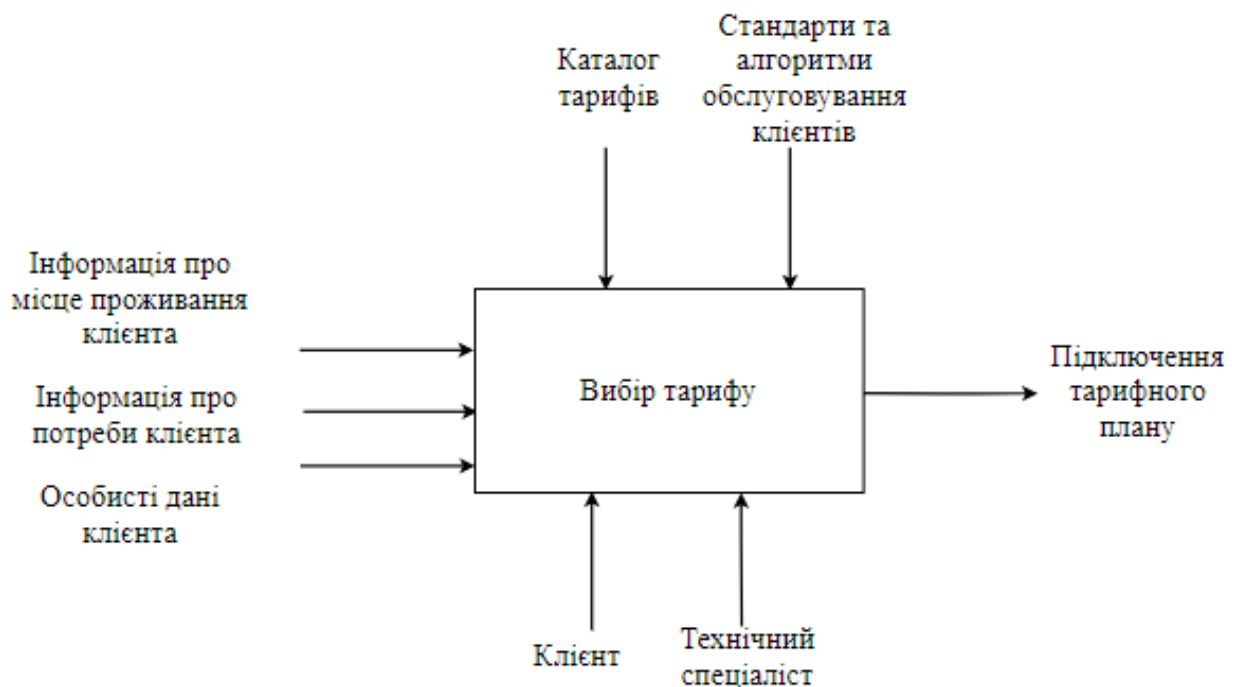 Каталог
тарифів
Стандарти та
алгоритми
обслуговування
клієнтів
Інформація про
місце проживання
клієнта
Інформація про
потреби клієнта
Особисті дані
клієнта
Вибір тарифу
Підключення
тарифного
плану
Клієнт
Технічний
спеціаліст